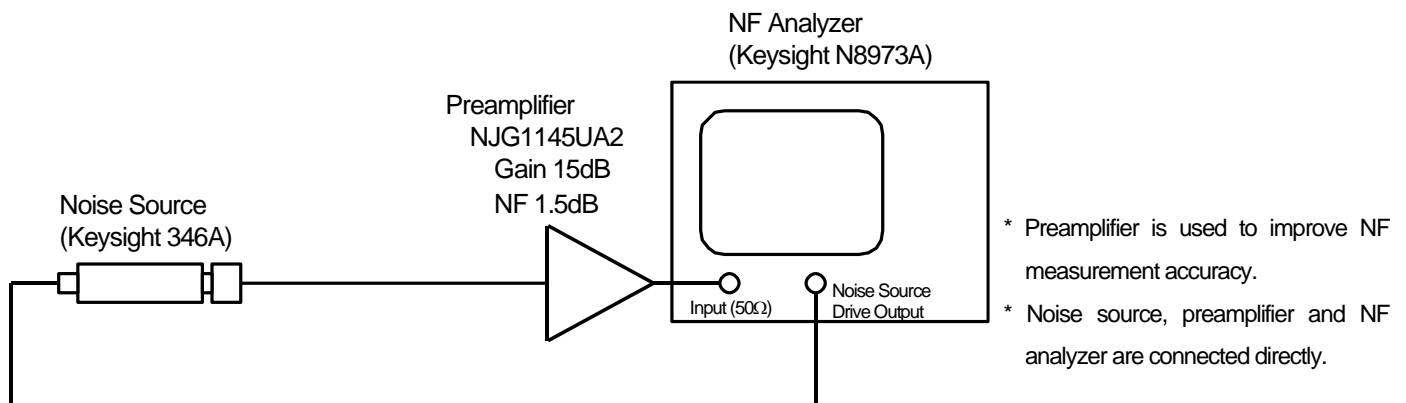 NF Analyzer
(Keysight N8973A)
Preamplifier
NJG1145UA2
Gain 15dB
NF 1.5dB
Noise Source
(Keysight 346A)
Input (50Ω)
Noise Source
Drive Output
* Preamplifier is used to improve NF
measurement accuracy.
* Noise source, preamplifier and NF
analyzer are connected directly.